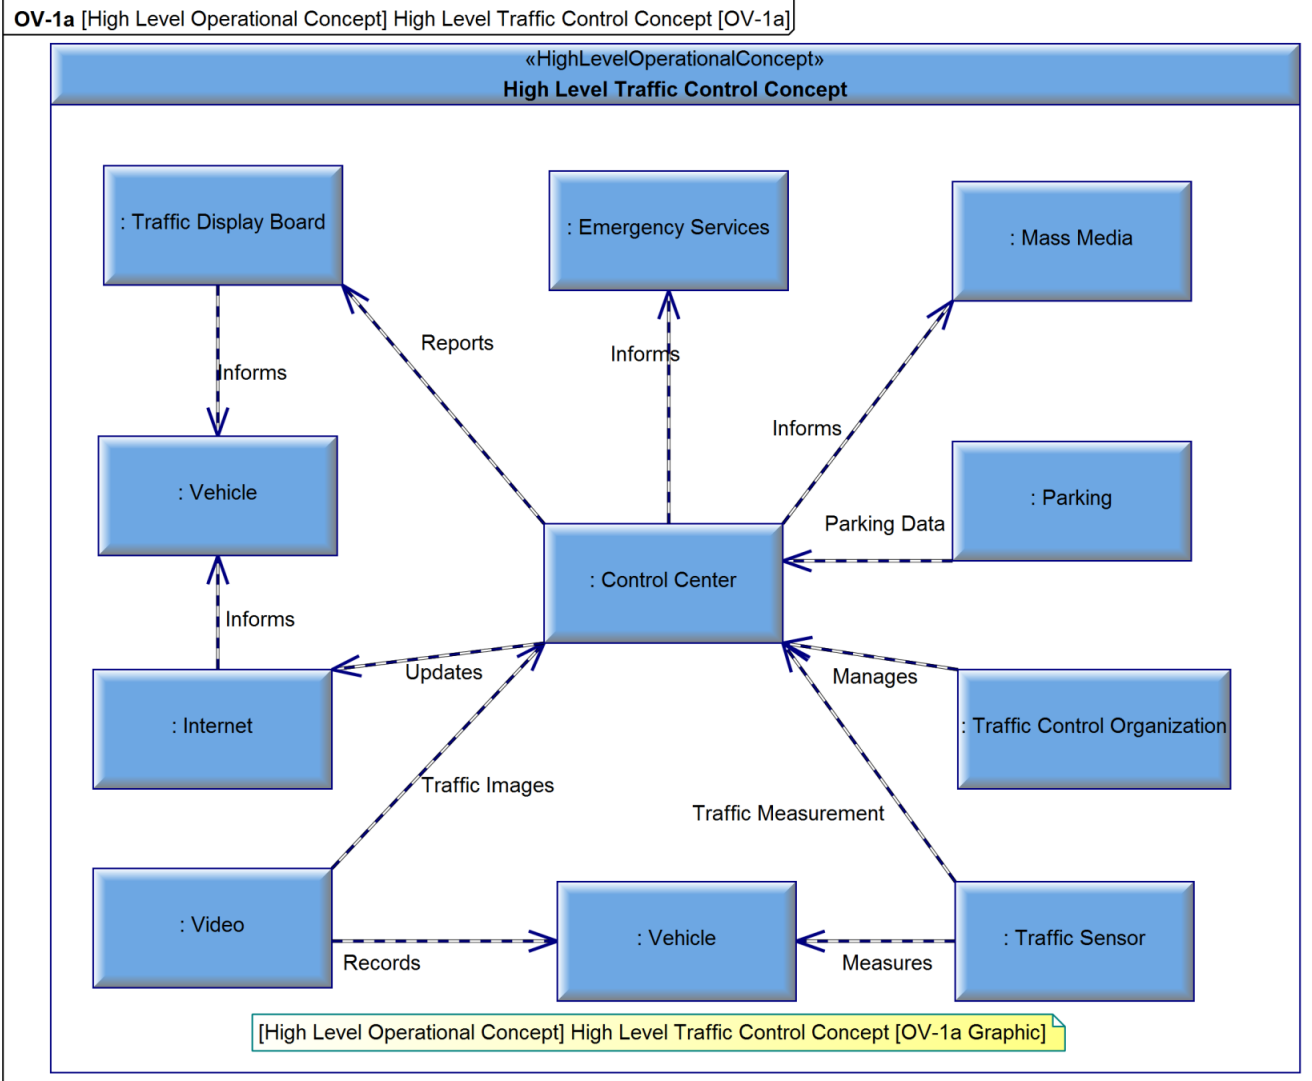 OV-1a [High Level Operational Concept] High Level Traffic Control Concept [OV-1a]
«HighLevelOperationalConcept»
High Level Traffic Control Concept
: Traffic Display Board
: Emergency Services
: Mass Media
Reports
Informs
Informs
Informs
: Vehicle
: Parking
Parking Data
: Control Center
Informs
Updates
Manages
: Internet
: Traffic Control Organization
Traffic Images
Traffic Measurement
: Video
: Vehicle
: Traffic Sensor
Records
Measures
[High Level Operational Concept] High Level Traffic Control Concept [OV-1a Graphic]